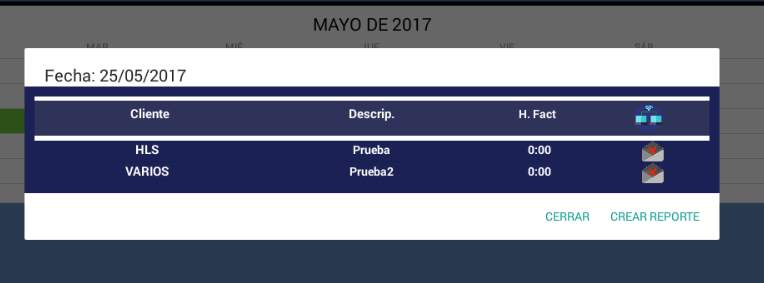 MAYO DE 2017
MAR MIÉ JUE VIE SÁB
Fecha: 25/05/2017
Cliente Descrip. H. Fact
HLS Prueba 0:00
VARIOS Prueba2 0:00
CERRAR CREAR REPORTE